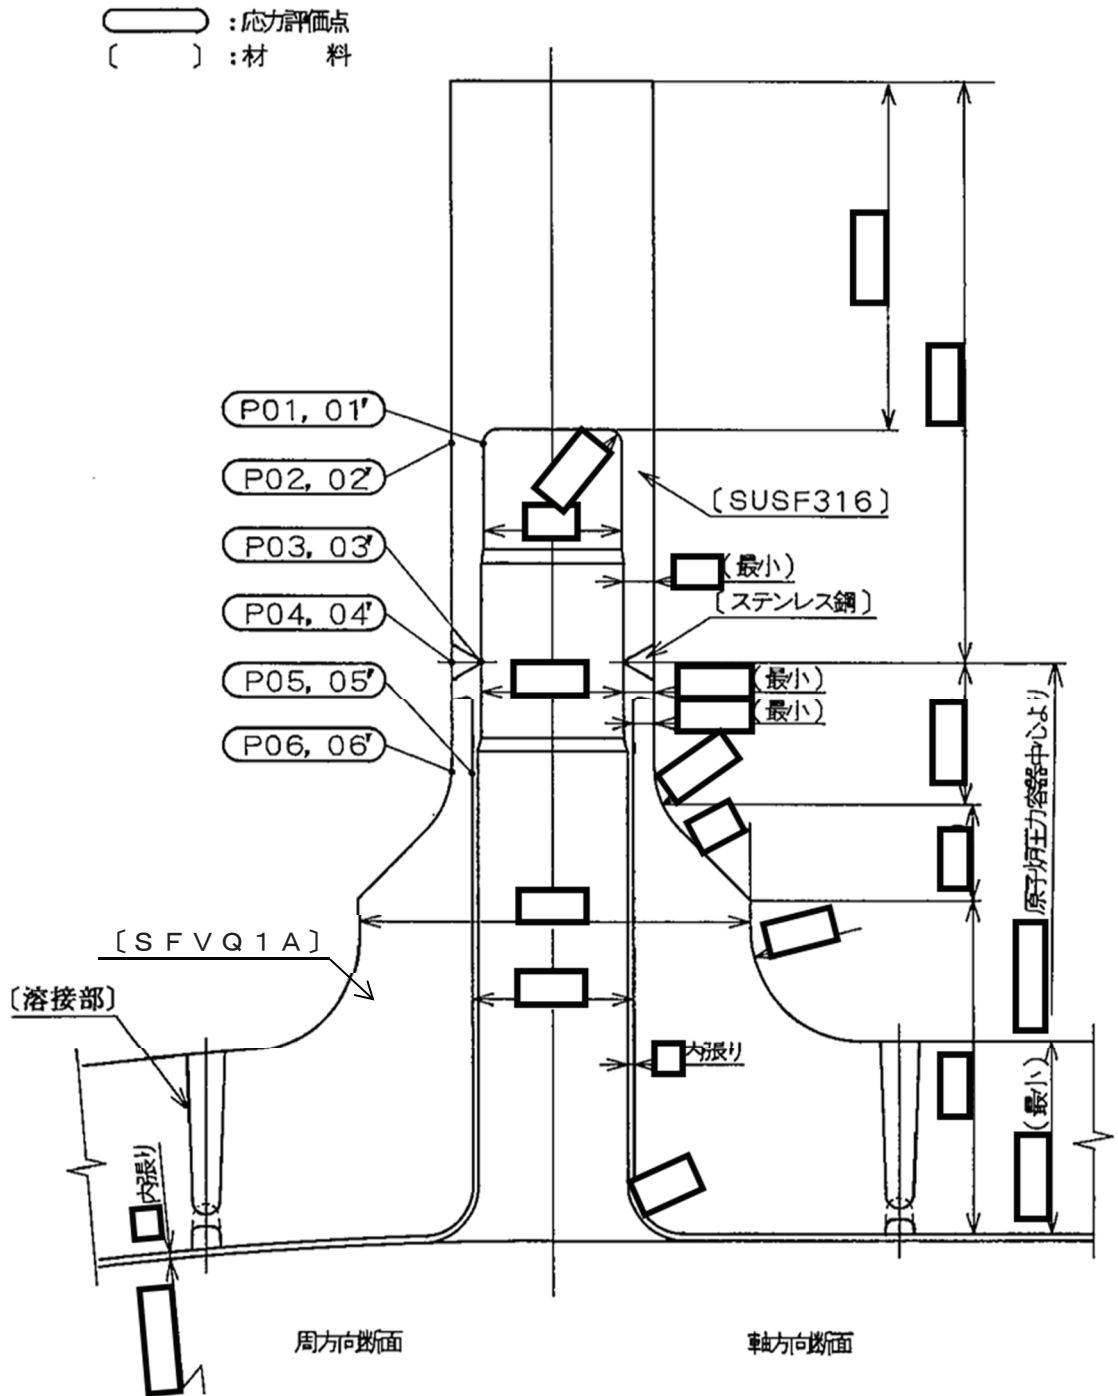 ：応力評価点
〔　　〕：材　　料
P01, 01'
P02, 02'
〔SUSF316〕
P03, 03'
(最小)
P04, 04'
〔ステンレス鋼〕
P05, 05'
(最小)
(最小)
P06, 06'
原子炉圧力容器中心より
〔ＳＦＶＱ１Ａ〕
〔溶接部〕
内張り
(最小)
内張り
周方向断面
軸方向断面